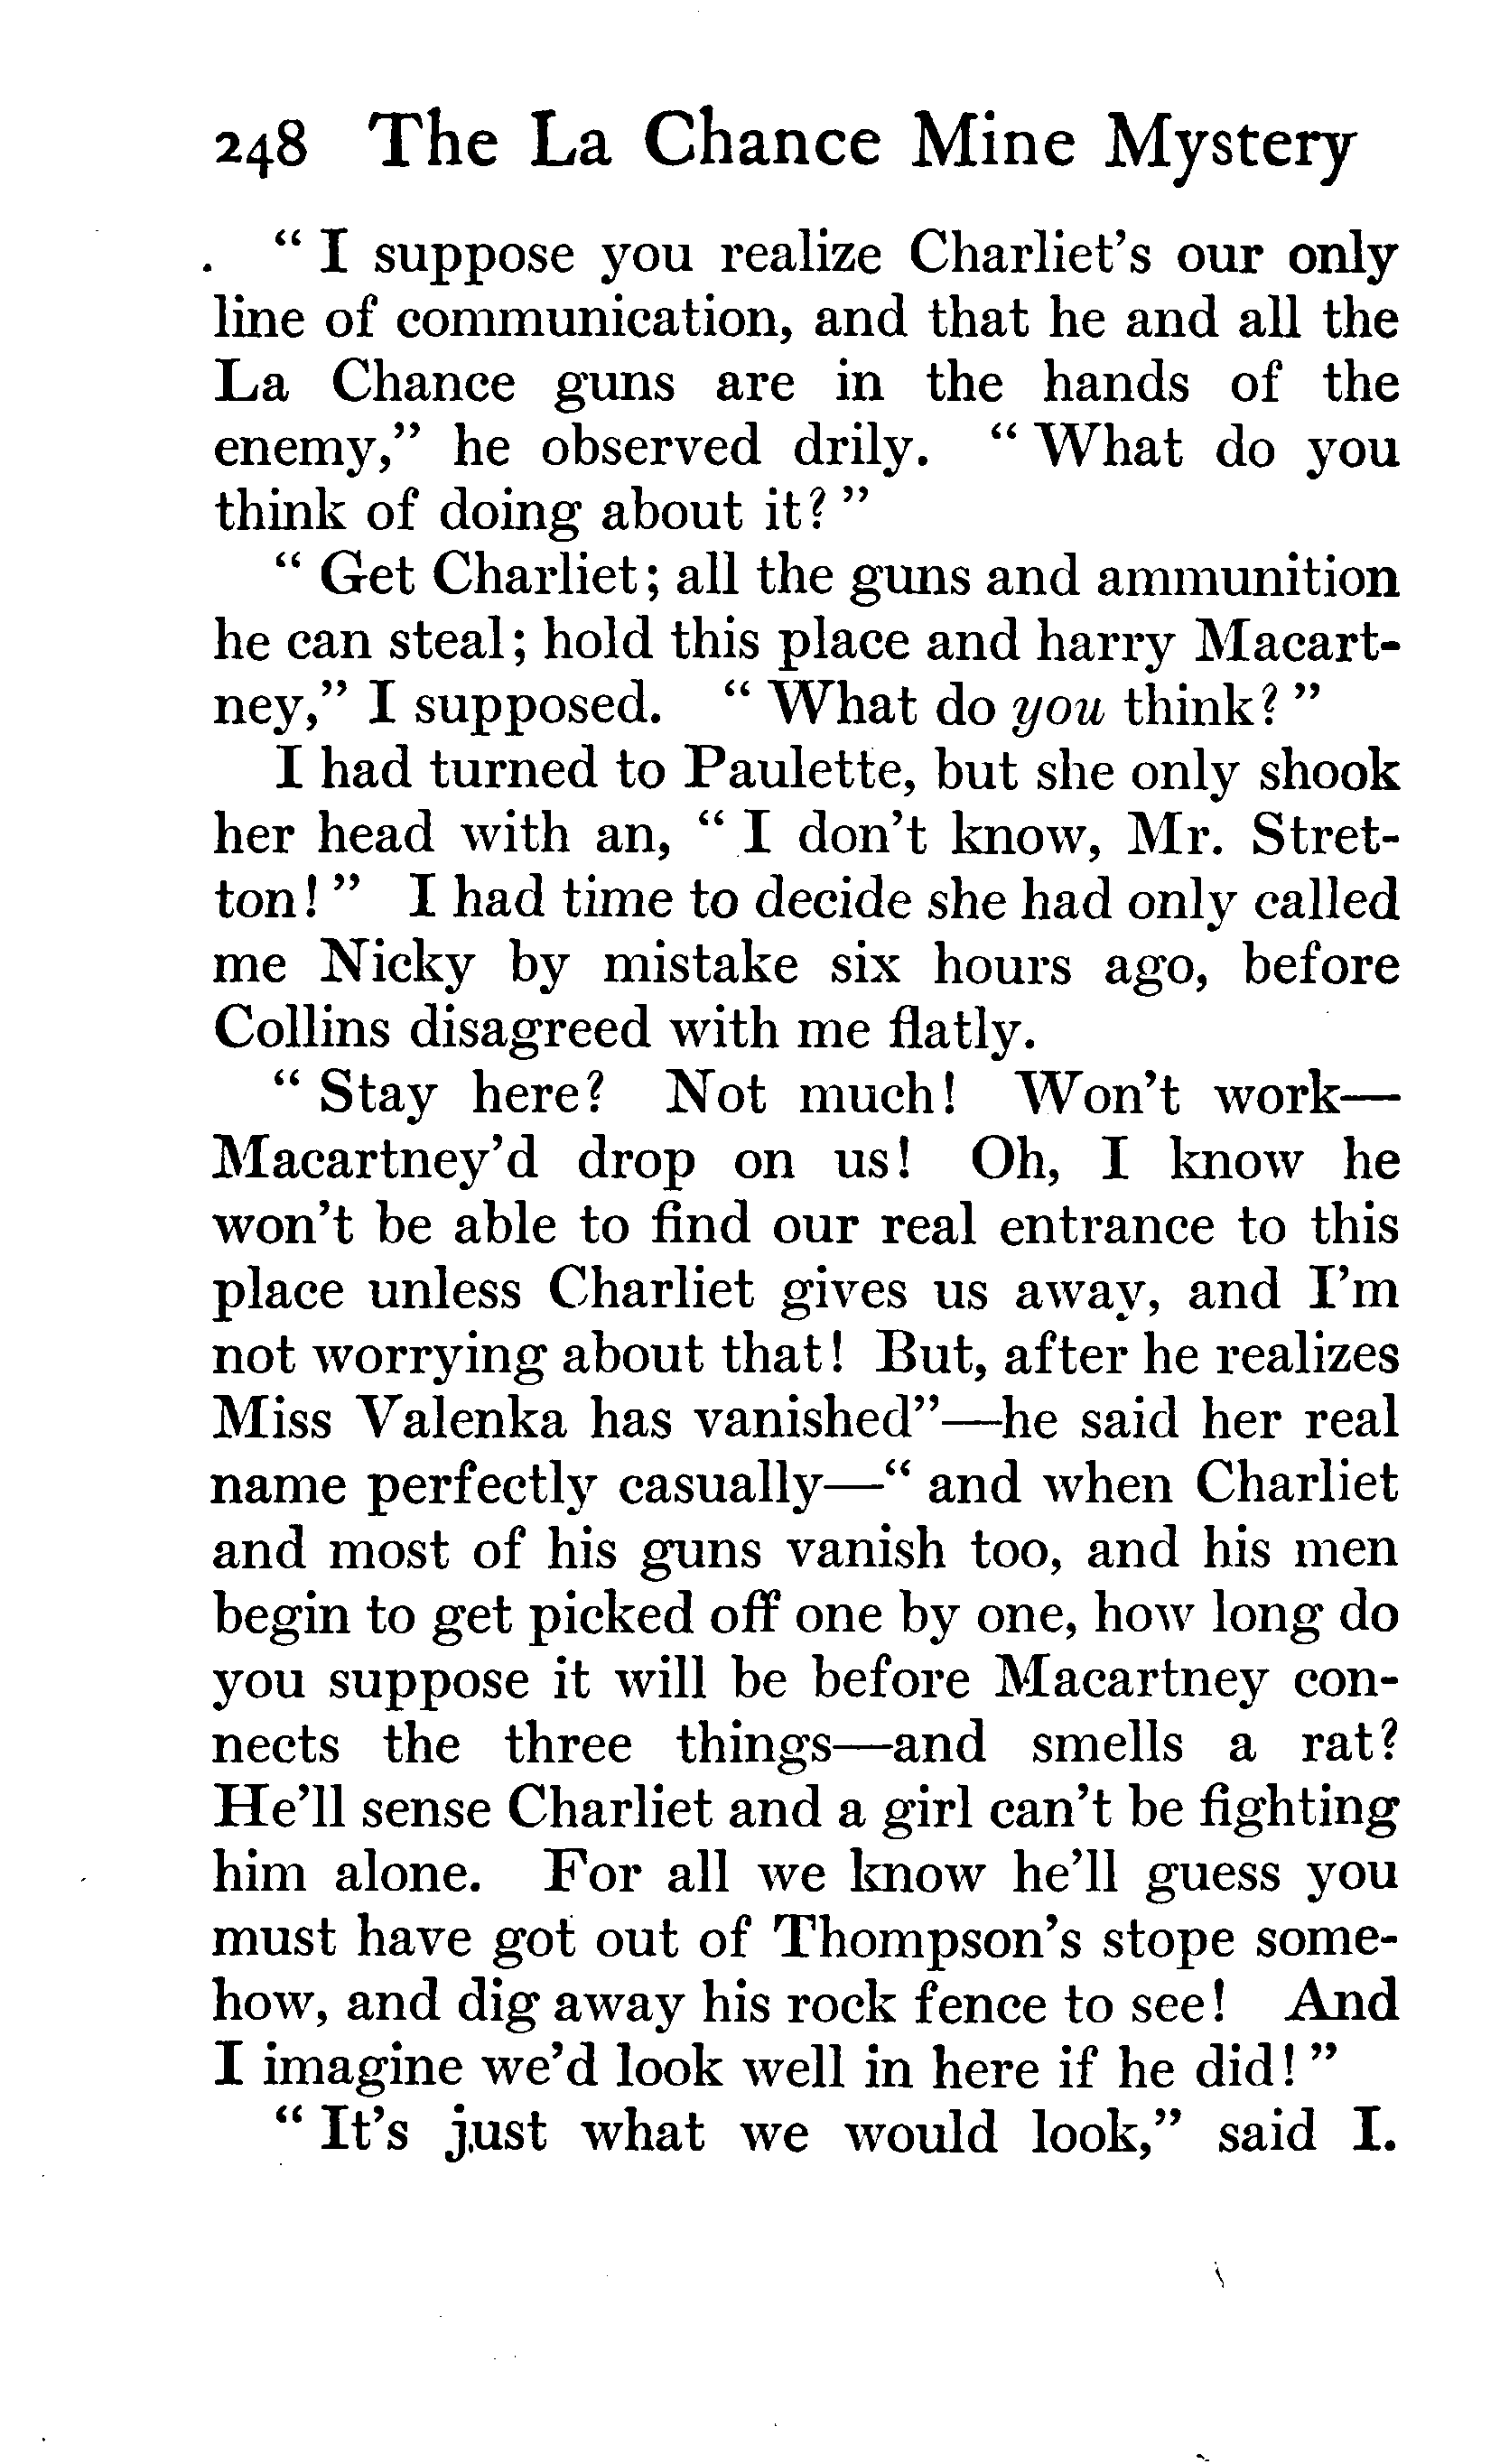 248 The La Chance Mine Mystery
" I suppose you realize Charliet's our only
line of communication, and that he and all the
La Chance guns are in the hands of the
enemy," he observed drily. " What do you
think of doing about it? "
" Get Charliet; all the guns and ammunition
he can steal; hold this place and harry Macart-
ney," I supposed. " What do you think? "
I had turned to Paulette, but she only shook
her head with an, " I don't know, Mr. Stret-
ton! " I had time to decide she had only called
me Nicky by mistake six hours ago, before
Collins disagreed with me flatly.
" Stay here? Not much! Won't work—
Macartney'd drop on us! Oh, I know he
won't be able to find our real entrance to this
place unless Charliet gives us away, and I'm
not worrying about that! But, after he realizes
Miss Valenka has vanished"—he said her real
name perfectly casually—" and when Charliet
and most of his guns vanish too, and his men
begin to get picked off one by one, how long do
you suppose it will be before Macartney con-
nects the three things—and smells a rat?
He'll sense Charliet and a girl can't be fighting
him alone. For all we know he'll guess you
must have got out of Thompson's stope some-
how, and dig away his rock fence to see! And
I imagine we'd look well in here if he did! "
" It's just what we would look," said I.